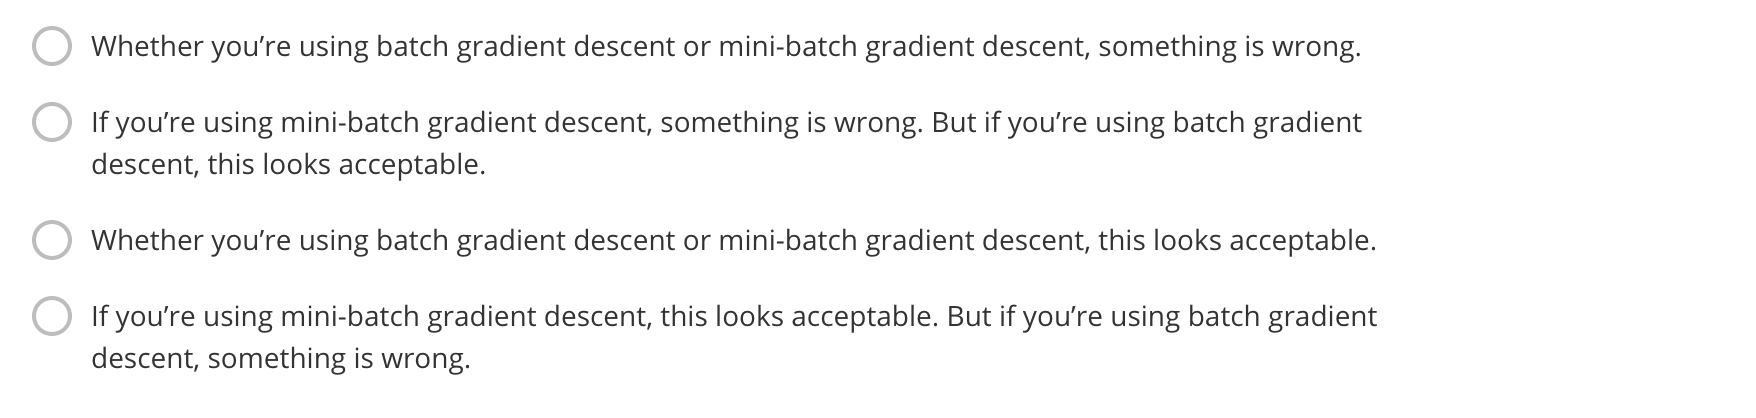 Whether you’re using batch gradient descent or mini-batch gradient descent, something is wrong.
If you’re using mini-batch gradient descent, something is wrong. But if you’re using batch gradient
descent, this looks acceptable.
Whether you’re using batch gradient descent or mini-batch gradient descent, this looks acceptable.
If you’re using mini-batch gradient descent, this looks acceptable. But if you’re using batch gradient
descent, something is wrong.